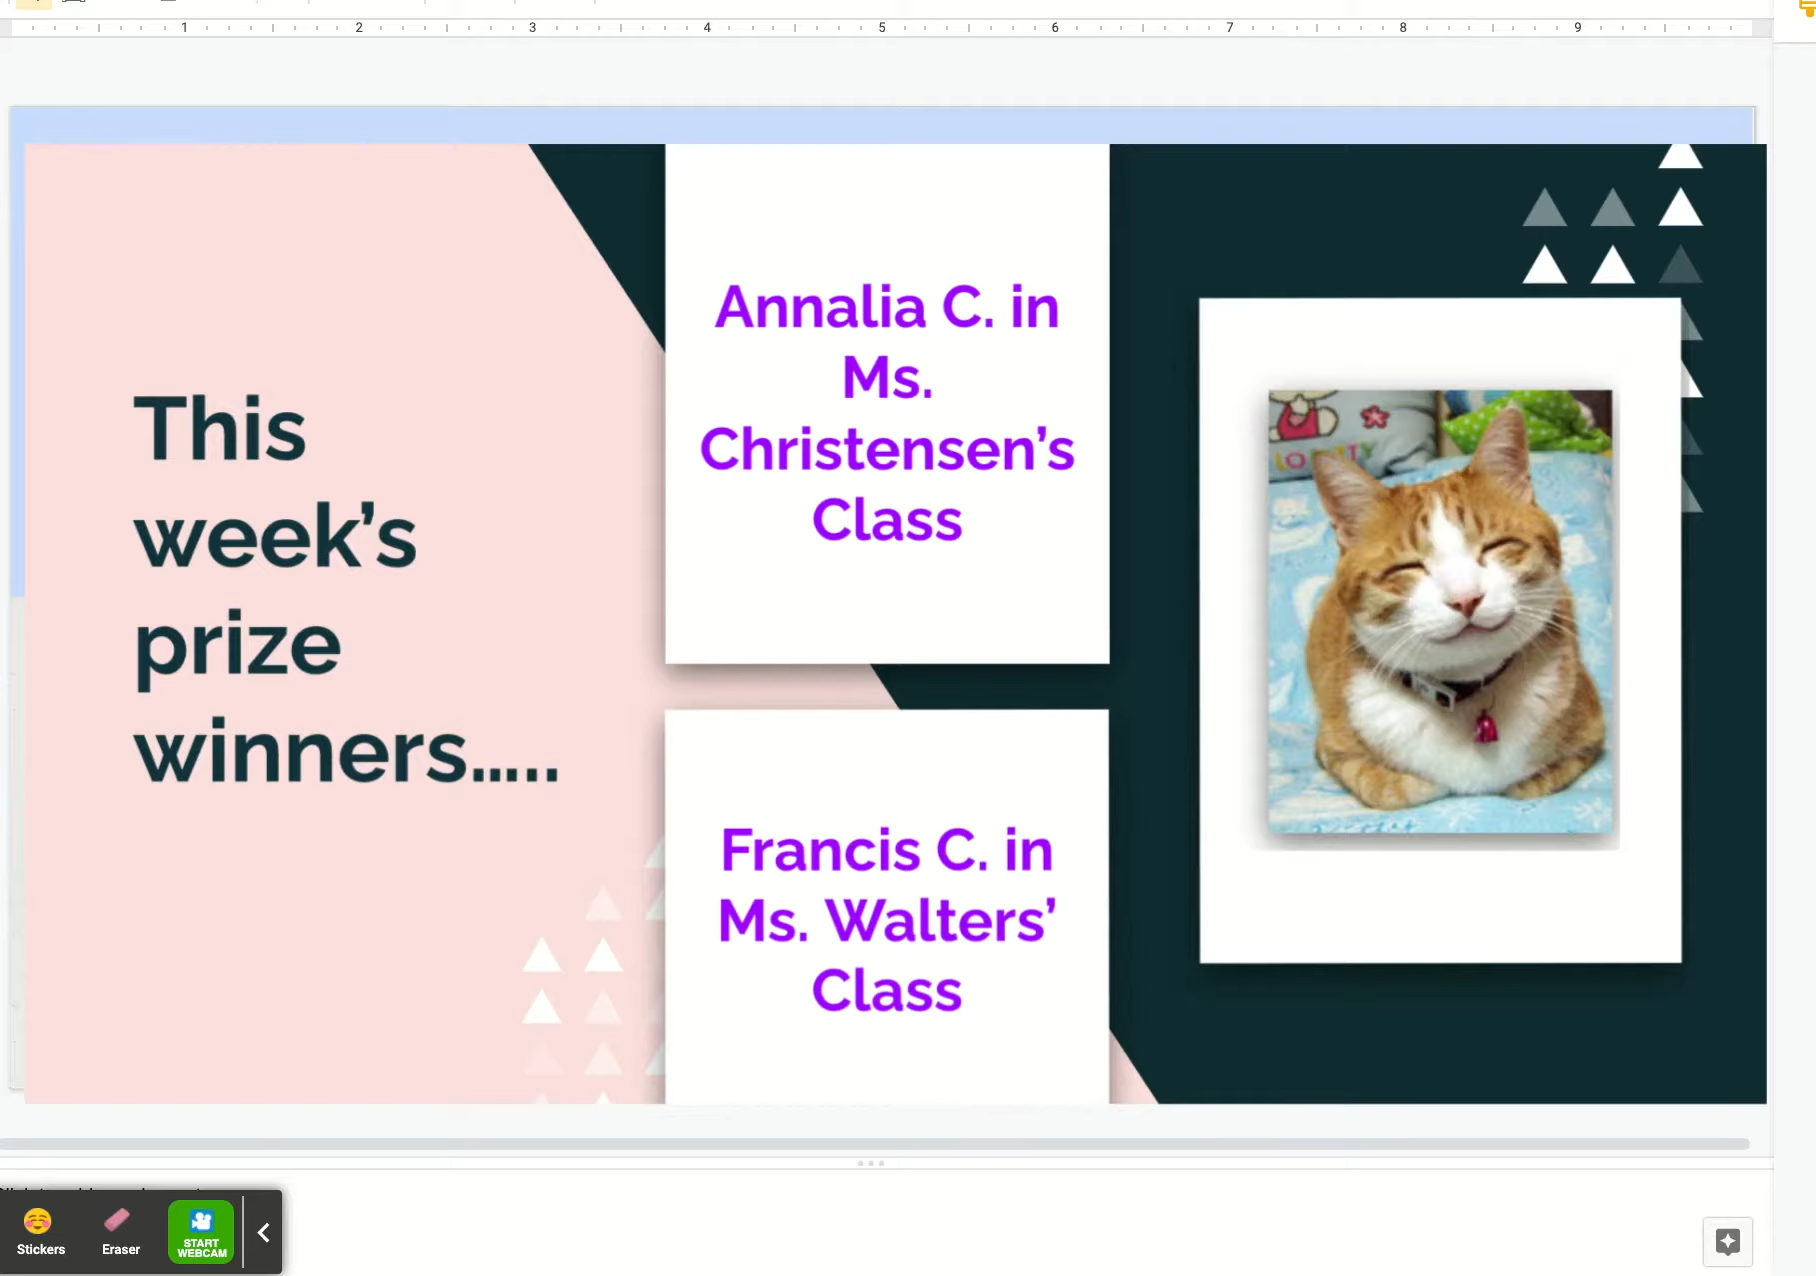 1 2 3 4 5 6 7 8 9
This
week’s
prize
winners.....
Annalia C. in
Ms.
Christensen’s
Class
Francis C. in
Ms. Walters’
Class
Stickers
Eraser
START
WEBCAM